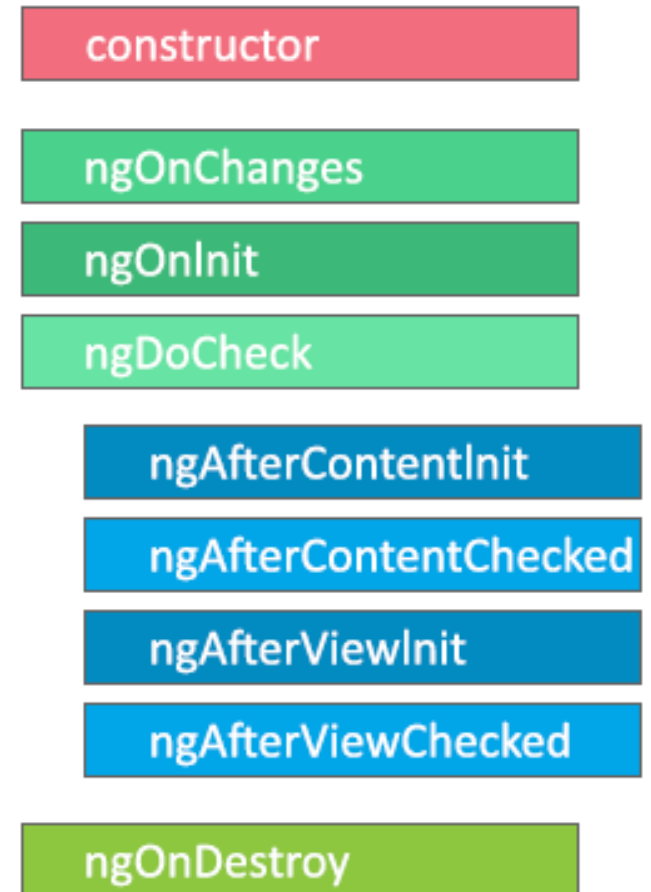 constructor
ngOnChanges
ngOnInit
ngDoCheck
ngAfterContentInit
ngAfterContentChecked
ngAfterViewInit
ngAfterViewChecked
ngOnDestroy